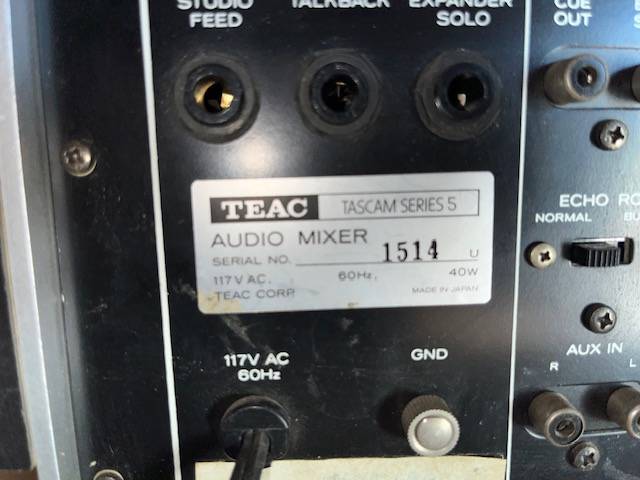 STUDIO
FEED
TALKBACK
EXPANDER
SOLO
CUE
OUT
TEAC TASCAM SERIES 5
AUDIO MIXER
SERIAL NO. 1514 U
117V AC. 60Hz. 40W
TEAC CORP. MADE IN JAPAN
ECHO
NORMAL
117V AC
60Hz
GND
AUX IN
R L